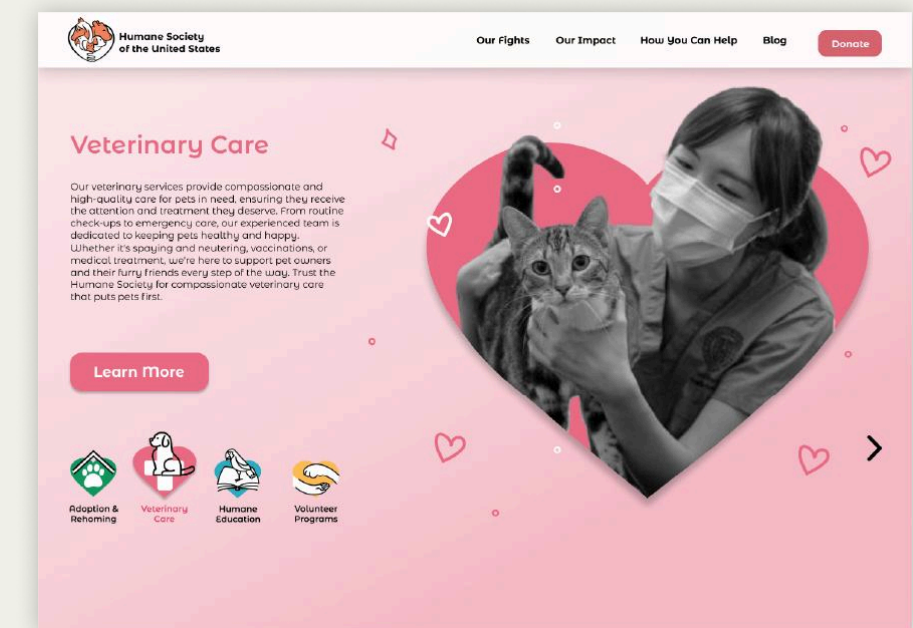 Humane Society
of the United States
Our Fights
Our Impact
How You Can Help
Blog
Donate
Veterinary Care
Our veterinary services provide compassionate and
high-quality care for pets in need, ensuring they receive
the attention and treatment they deserve. From routine
check-ups to emergency care, our experienced team is
dedicated to keeping pets healthy and happy.
Whether it's spaying and neutering, vaccinations, or
medical treatment, we're here to support pet owners
and their furry friends every step of the way. Trust the
Humane Society for compassionate veterinary care
that puts pets first.
Learn More
Adoption &
Rehoming
Veterinary
Care
Humane
Education
Volunteer
Programs